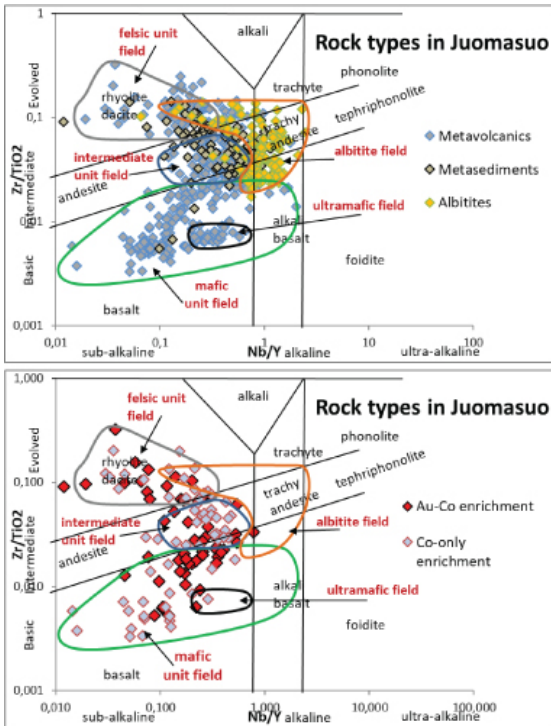 1
alkali
Rock types in Juomasuo
felsic unit
field
phonolite
Evolved
trachyte
rhyolite
dacite
tephriphonolite
0,1
trachy
andesite
Metavolcanics
intermediate
unit field
albitite field
Metasediments
Zr/TiO2
Intermediate
andesite
Albitites
0,01
ultramafic field
alkali
basalt
Basic
foidite
mafic
unit field
basalt
0,001
0,01
0,1
1,0
10
100
sub-alkaline
Nb/Y
alkaline
ultra-alkaline
1,000
alkali
Rock types in Juomasuo
felsic unit
field
phonolite
Evolved
trachyte
rhyolite
dacite
tephriphonolite
0,100
trachy
andesite
Au-Co enrichment
intermediate
unit field
albitite field
Co-only
enrichment
Zr/TiO2
Intermediate
andesite
0,010
ultramafic field
alkal
basalt
Basic
foidite
mafic
unit field
basalt
0,001
0,010
0,100
1,000
10,000
100,000
sub-alkaline
Nb/Y
alkaline
ultra-alkaline